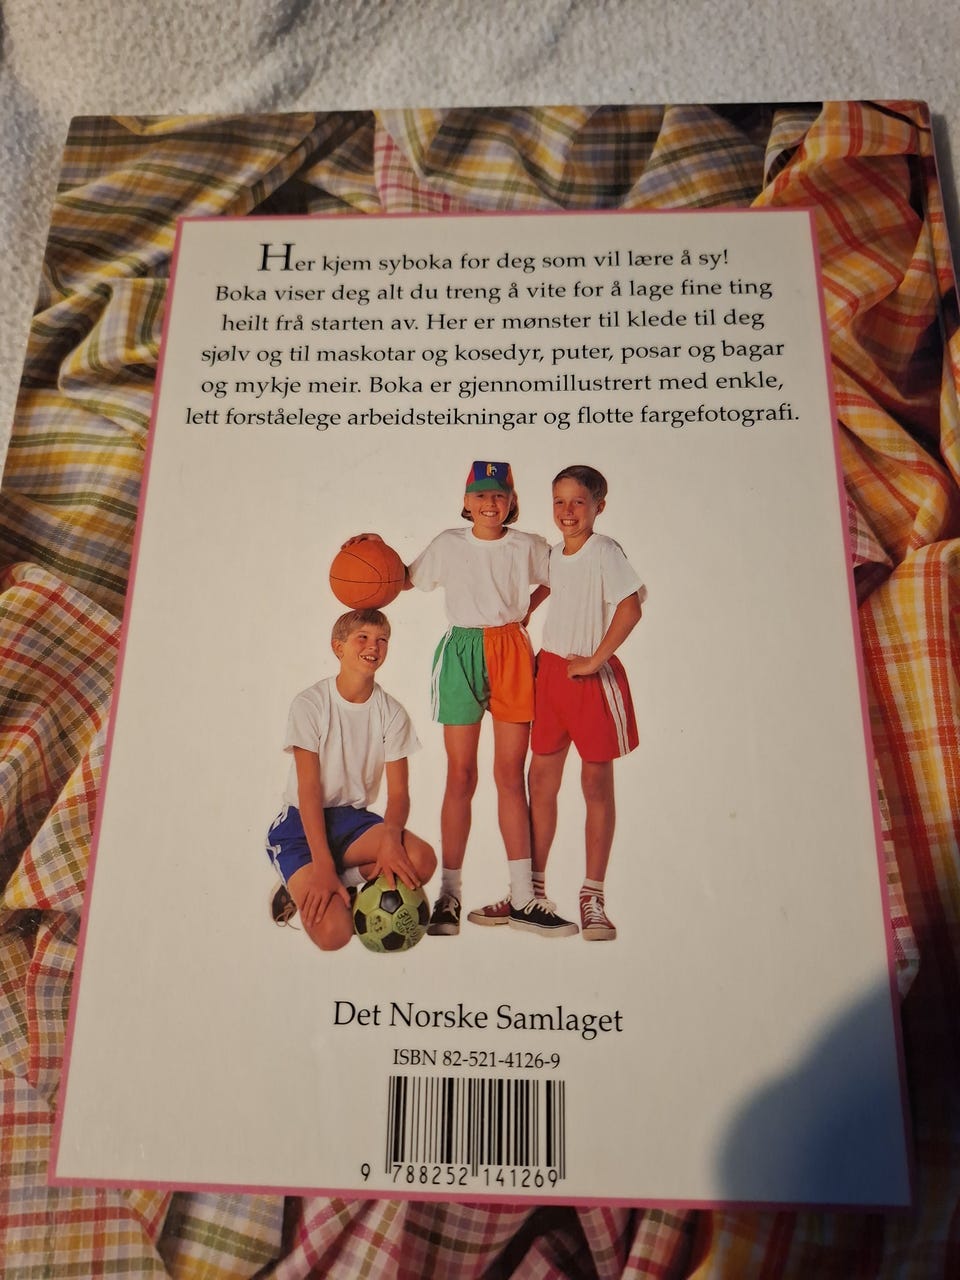 Her kjem syboka for deg som vil lære å sy!
Boka viser deg alt du treng å vite for å lage fine ting
heilt frå starten av. Her er mønster til klede til deg
sjølv og til maskotar og kosedyr, puter, posar og bagar
og mykje meir. Boka er gjennomillustrert med enkle,
lett forståelege arbeidsteikningar og flotte fargefotografi.
Det Norske Samlaget
ISBN 82-521-4126-9
9 788252 141269